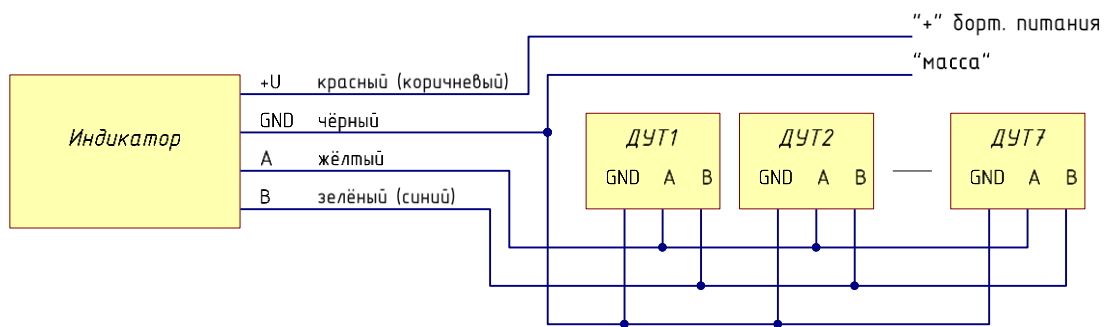 "+" борт. питания
"масса"
+U красный (коричневый)
GND чёрный
A жёлтый
B зелёный (синий)
Индикатор
ДУТ1
GND A B
ДУТ2
GND A B
ДУТ7
GND A B